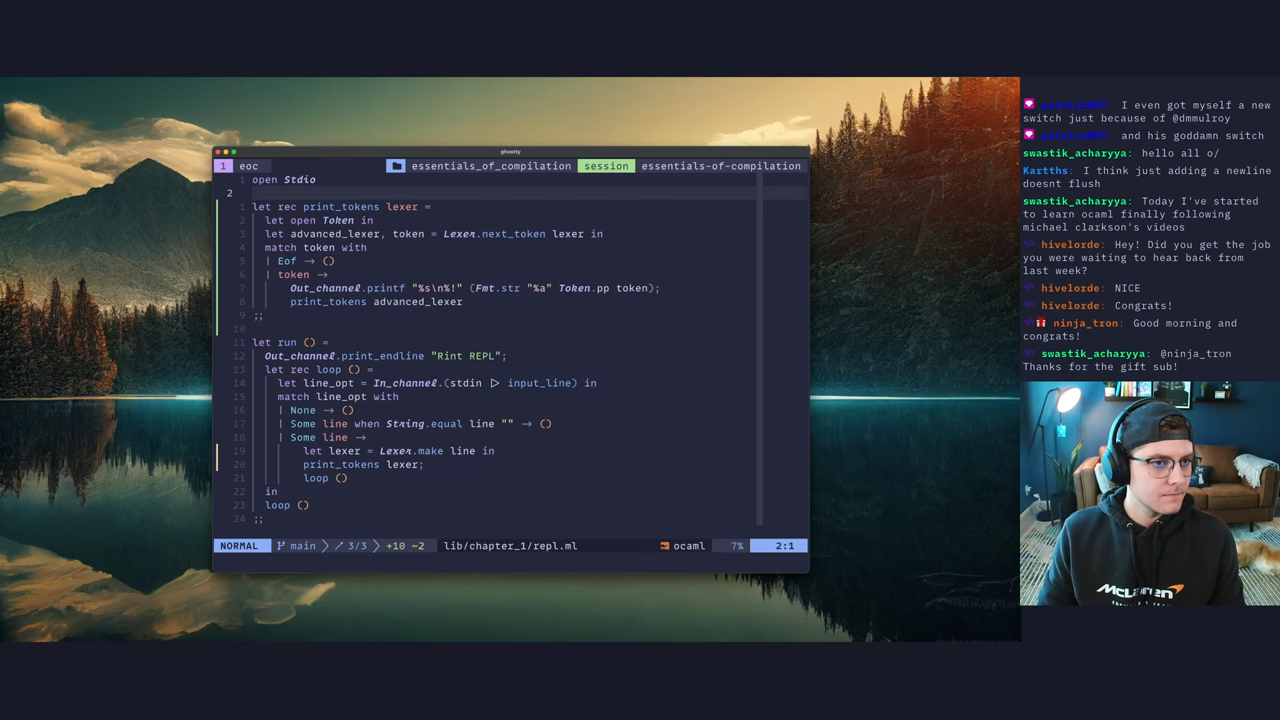 ghostty
1 eoc essentials_of_compilation session essentials-of-compilation
1 open Stdio
2
1 let rec print_tokens lexer =
2 let open Token in
3 let advanced_lexer, token = Lexer.next_token lexer in
4 match token with
5 | Eof -> ()
6 | token ->
7 Out_channel.printf "%s\n%!" (Fmt.str "%a" Token.pp token);
8 print_tokens advanced_lexer
9 ;;
10
11 let run () =
12 Out_channel.print_endline "Rint REPL";
13 let rec loop () =
14 let line_opt = In_channel.(stdin |> input_line) in
15 match line_opt with
16 | None -> ()
17 | Some line when String.equal line "" -> ()
18 | Some line ->
19 let lexer = Lexer.make line in
20 print_tokens lexer;
21 loop ()
22 in
23 loop ()
24 ;;
NORMAL main 3/3 +10 ~2 lib/chapter_1/repl.ml ocaml 7% 2:1
I even got myself a new
switch just because of @dmmulroy
and his goddamn switch
swastik_acharyya: hello all o/
Kartths: I think just adding a newline
doesnt flush
swastik_acharyya: Today I've started
to learn ocaml finally following
michael clarkson's videos
hivelorde: Hey! Did you get the job
you were waiting to hear back from
last week?
hivelorde: NICE
hivelorde: Congrats!
ninja_tron: Good morning and
congrats!
swastik_acharyya: @ninja_tron
Thanks for the gift sub!
McLaren